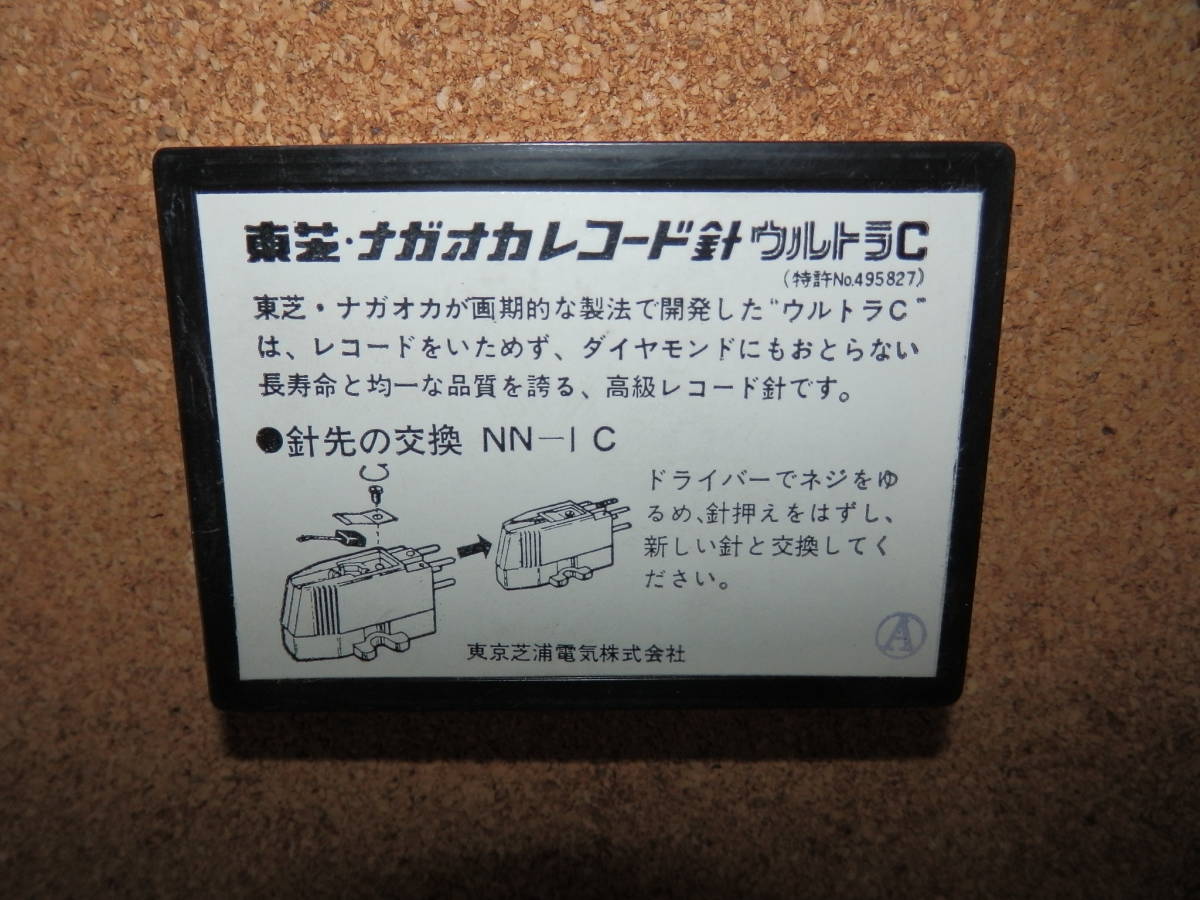 東芝・ナガオカレコード針ウルトラC
(特許No.495827)
東芝・ナガオカが画期的な製法で開発した"ウルトラC"
は、レコードをいためず、ダイヤモンドにもおとらない
長寿命と均一な品質を誇る、高級レコード針です。
●針先の交換 NN-1C
ドライバーでネジをゆ
るめ、針押えをはずし、
新しい針と交換してく
ださい。
東京芝浦電気株式会社
A